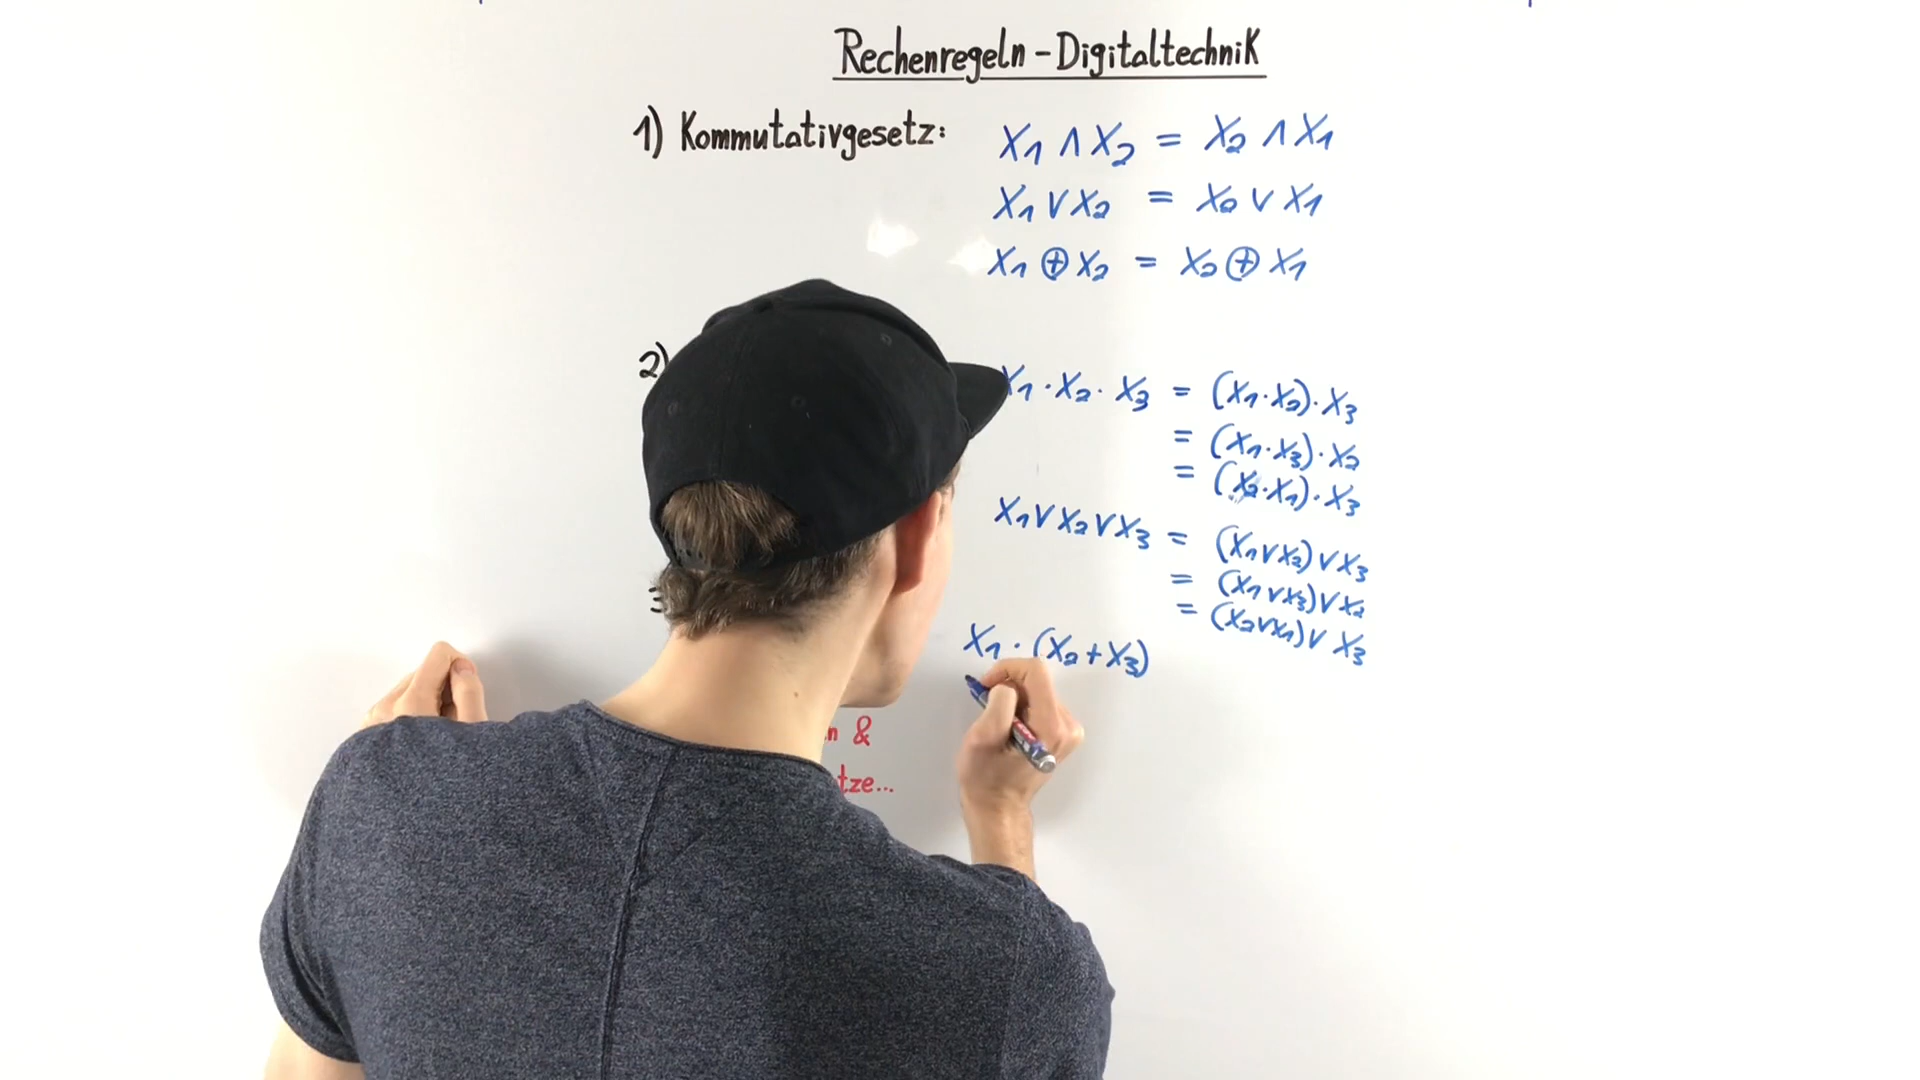 Rechenregeln - Digitaltechnik
1) Kommutativgesetz:
X₁ ∧ X₂ = X₂ ∧ X₁
X₁ ∨ X₂ = X₂ ∨ X₁
X₁ ⊕ X₂ = X₂ ⊕ X₁
2)
X₁ · X₂ · X₃ = (X₁ · X₂) · X₃
= (X₁ · X₃) · X₂
= (X₂ · X₁) · X₃
X₁ ∨ X₂ ∨ X₃ = (X₁ ∨ X₂) ∨ X₃
= (X₁ ∨ X₃) ∨ X₂
= (X₂ ∨ X₁) ∨ X₃
X₁ · (X₂ + X₃)
&